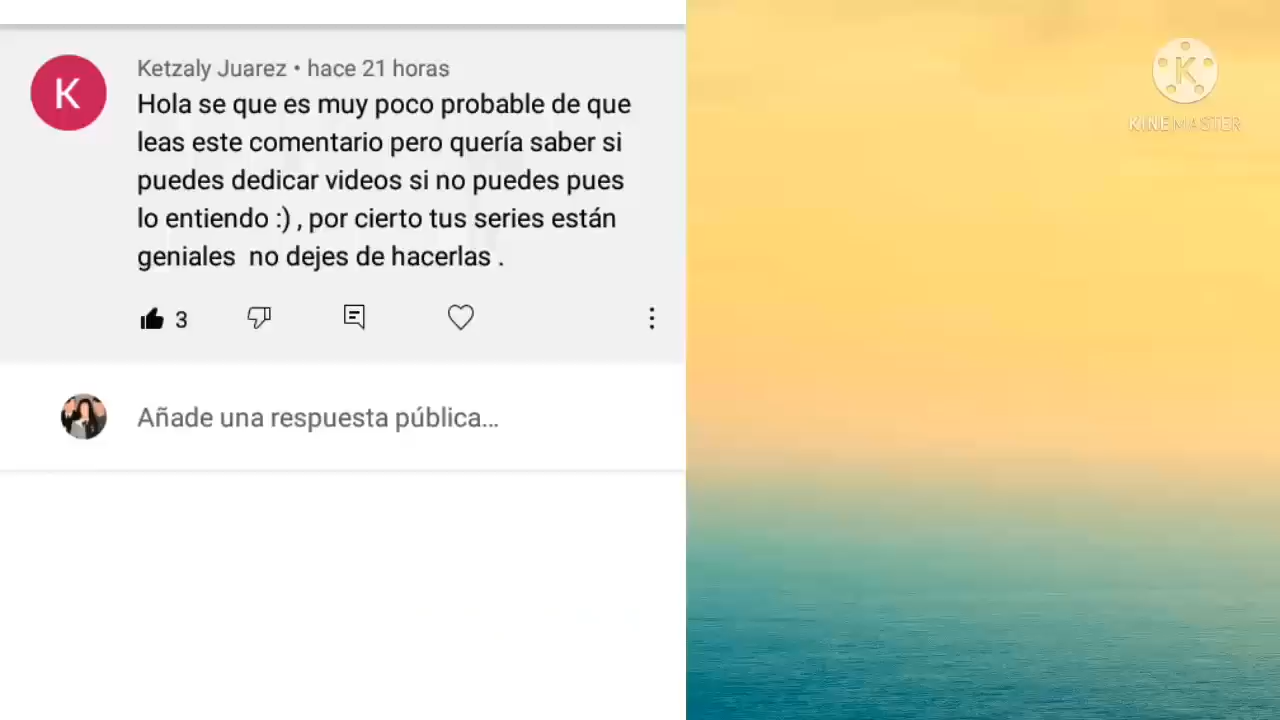 Ketzaly Juarez • hace 21 horas
Hola se que es muy poco probable de que
leas este comentario pero quería saber si
puedes dedicar videos si no puedes pues
lo entiendo :) , por cierto tus series están
geniales  no dejes de hacerlas .
3
Añade una respuesta pública...
K
K
KINEMASTER